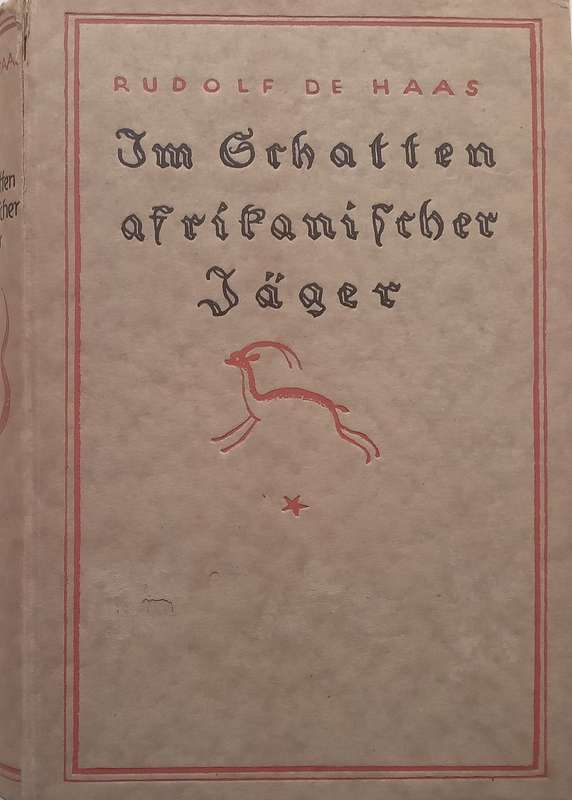 RUDOLF DE HAAS
Im Schatten
afrikaniſcher
Jäger